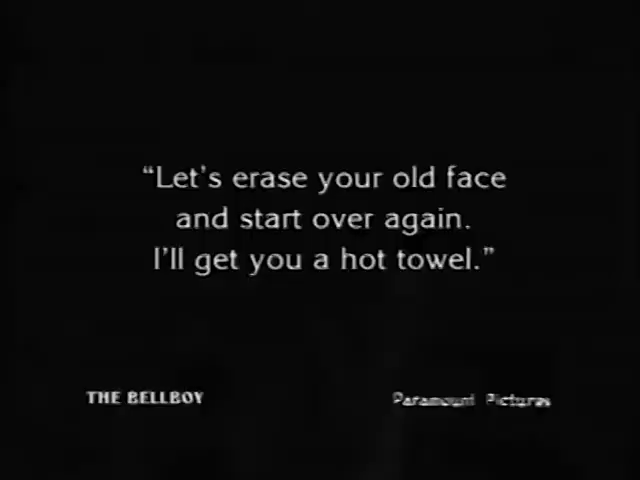 “Let’s erase your old face
and start over again.
I’ll get you a hot towel.”
THE BELLBOY
Paramount Pictures